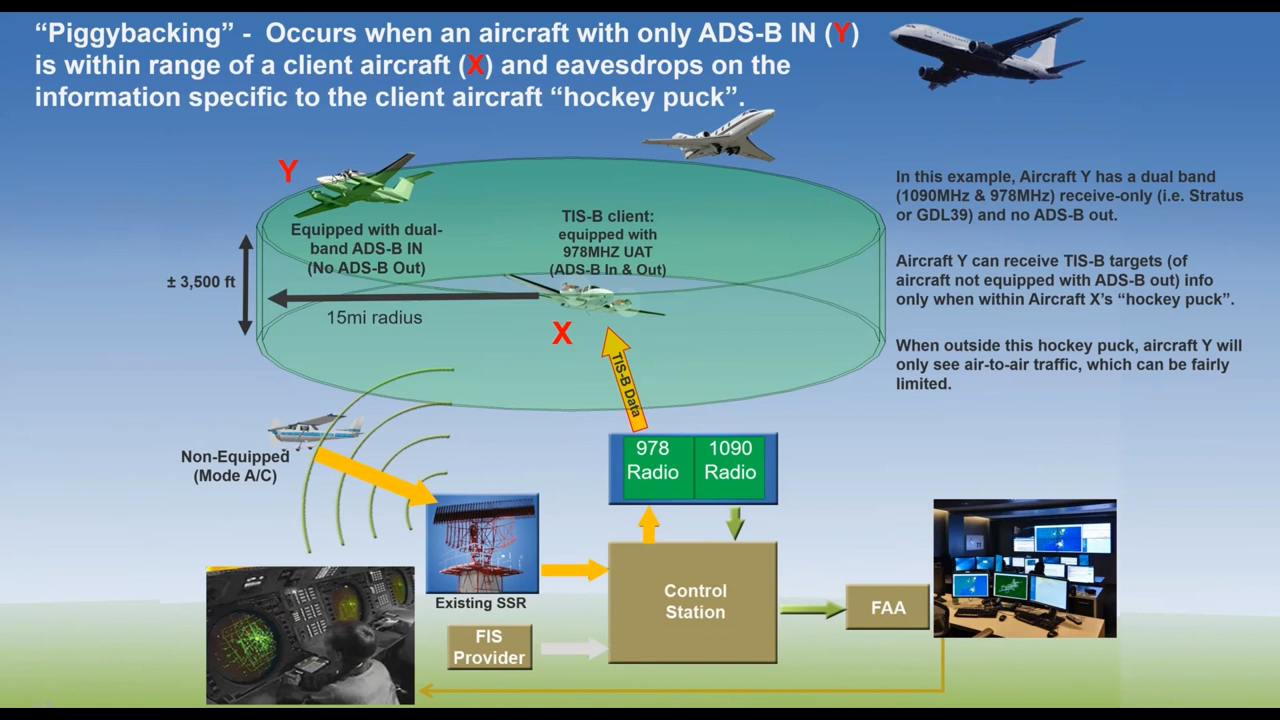 “Piggybacking” - Occurs when an aircraft with only ADS-B IN (Y)
is within range of a client aircraft (X) and eavesdrops on the
information specific to the client aircraft “hockey puck”.
Y
Equipped with dual-
band ADS-B IN
(No ADS-B Out)
TIS-B client:
equipped with
978MHZ UAT
(ADS-B In & Out)
± 3,500 ft
15mi radius
X
In this example, Aircraft Y has a dual band
(1090MHz & 978MHz) receive-only (i.e. Stratus
or GDL39) and no ADS-B out.
Aircraft Y can receive TIS-B targets (of
aircraft not equipped with ADS-B out) info
only when within Aircraft X’s “hockey puck”.
When outside this hockey puck, aircraft Y will
only see air-to-air traffic, which can be fairly
limited.
TIS-B Data
Non-Equipped
(Mode A/C)
978
Radio
1090
Radio
Existing SSR
Control
Station
FAA
FIS
Provider